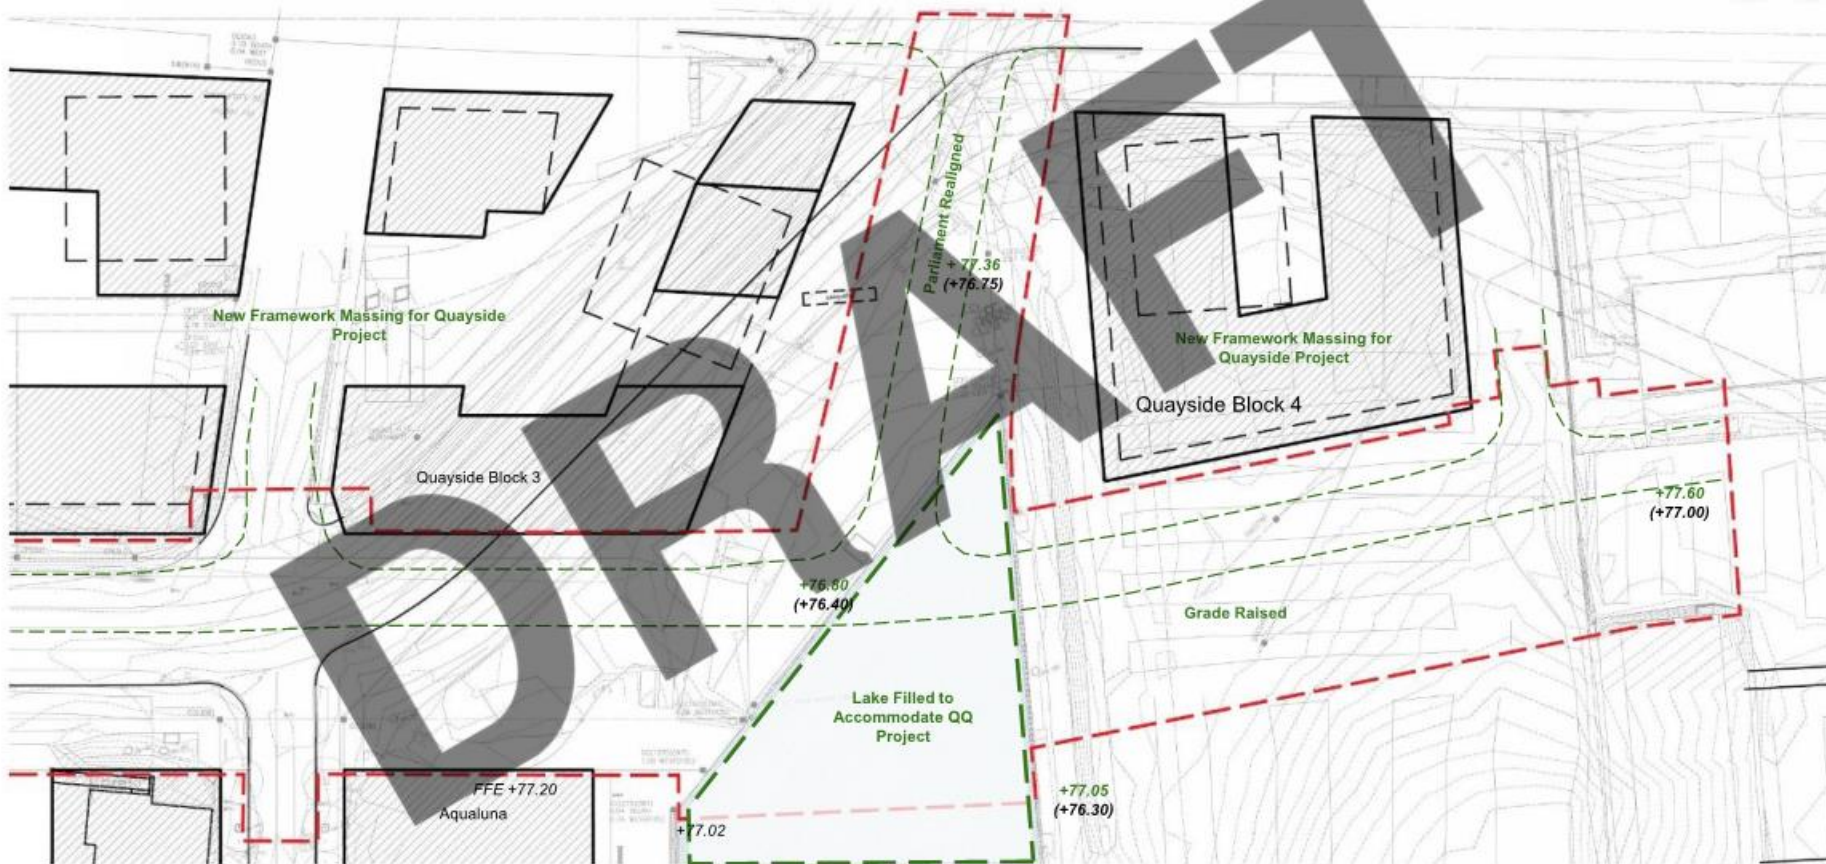 DRAFT
Parliament Realigned
+ 77.36
(+76.75)
New Framework Massing for Quayside
Project
New Framework Massing for
Quayside Project
Quayside Block 4
Quayside Block 3
+77.60
(+77.00)
+76.80
(+76.40)
Grade Raised
Lake Filled to
Accommodate QQ
Project
FFE +77.20
Aqualuna
+77.02
+77.05
(+76.30)